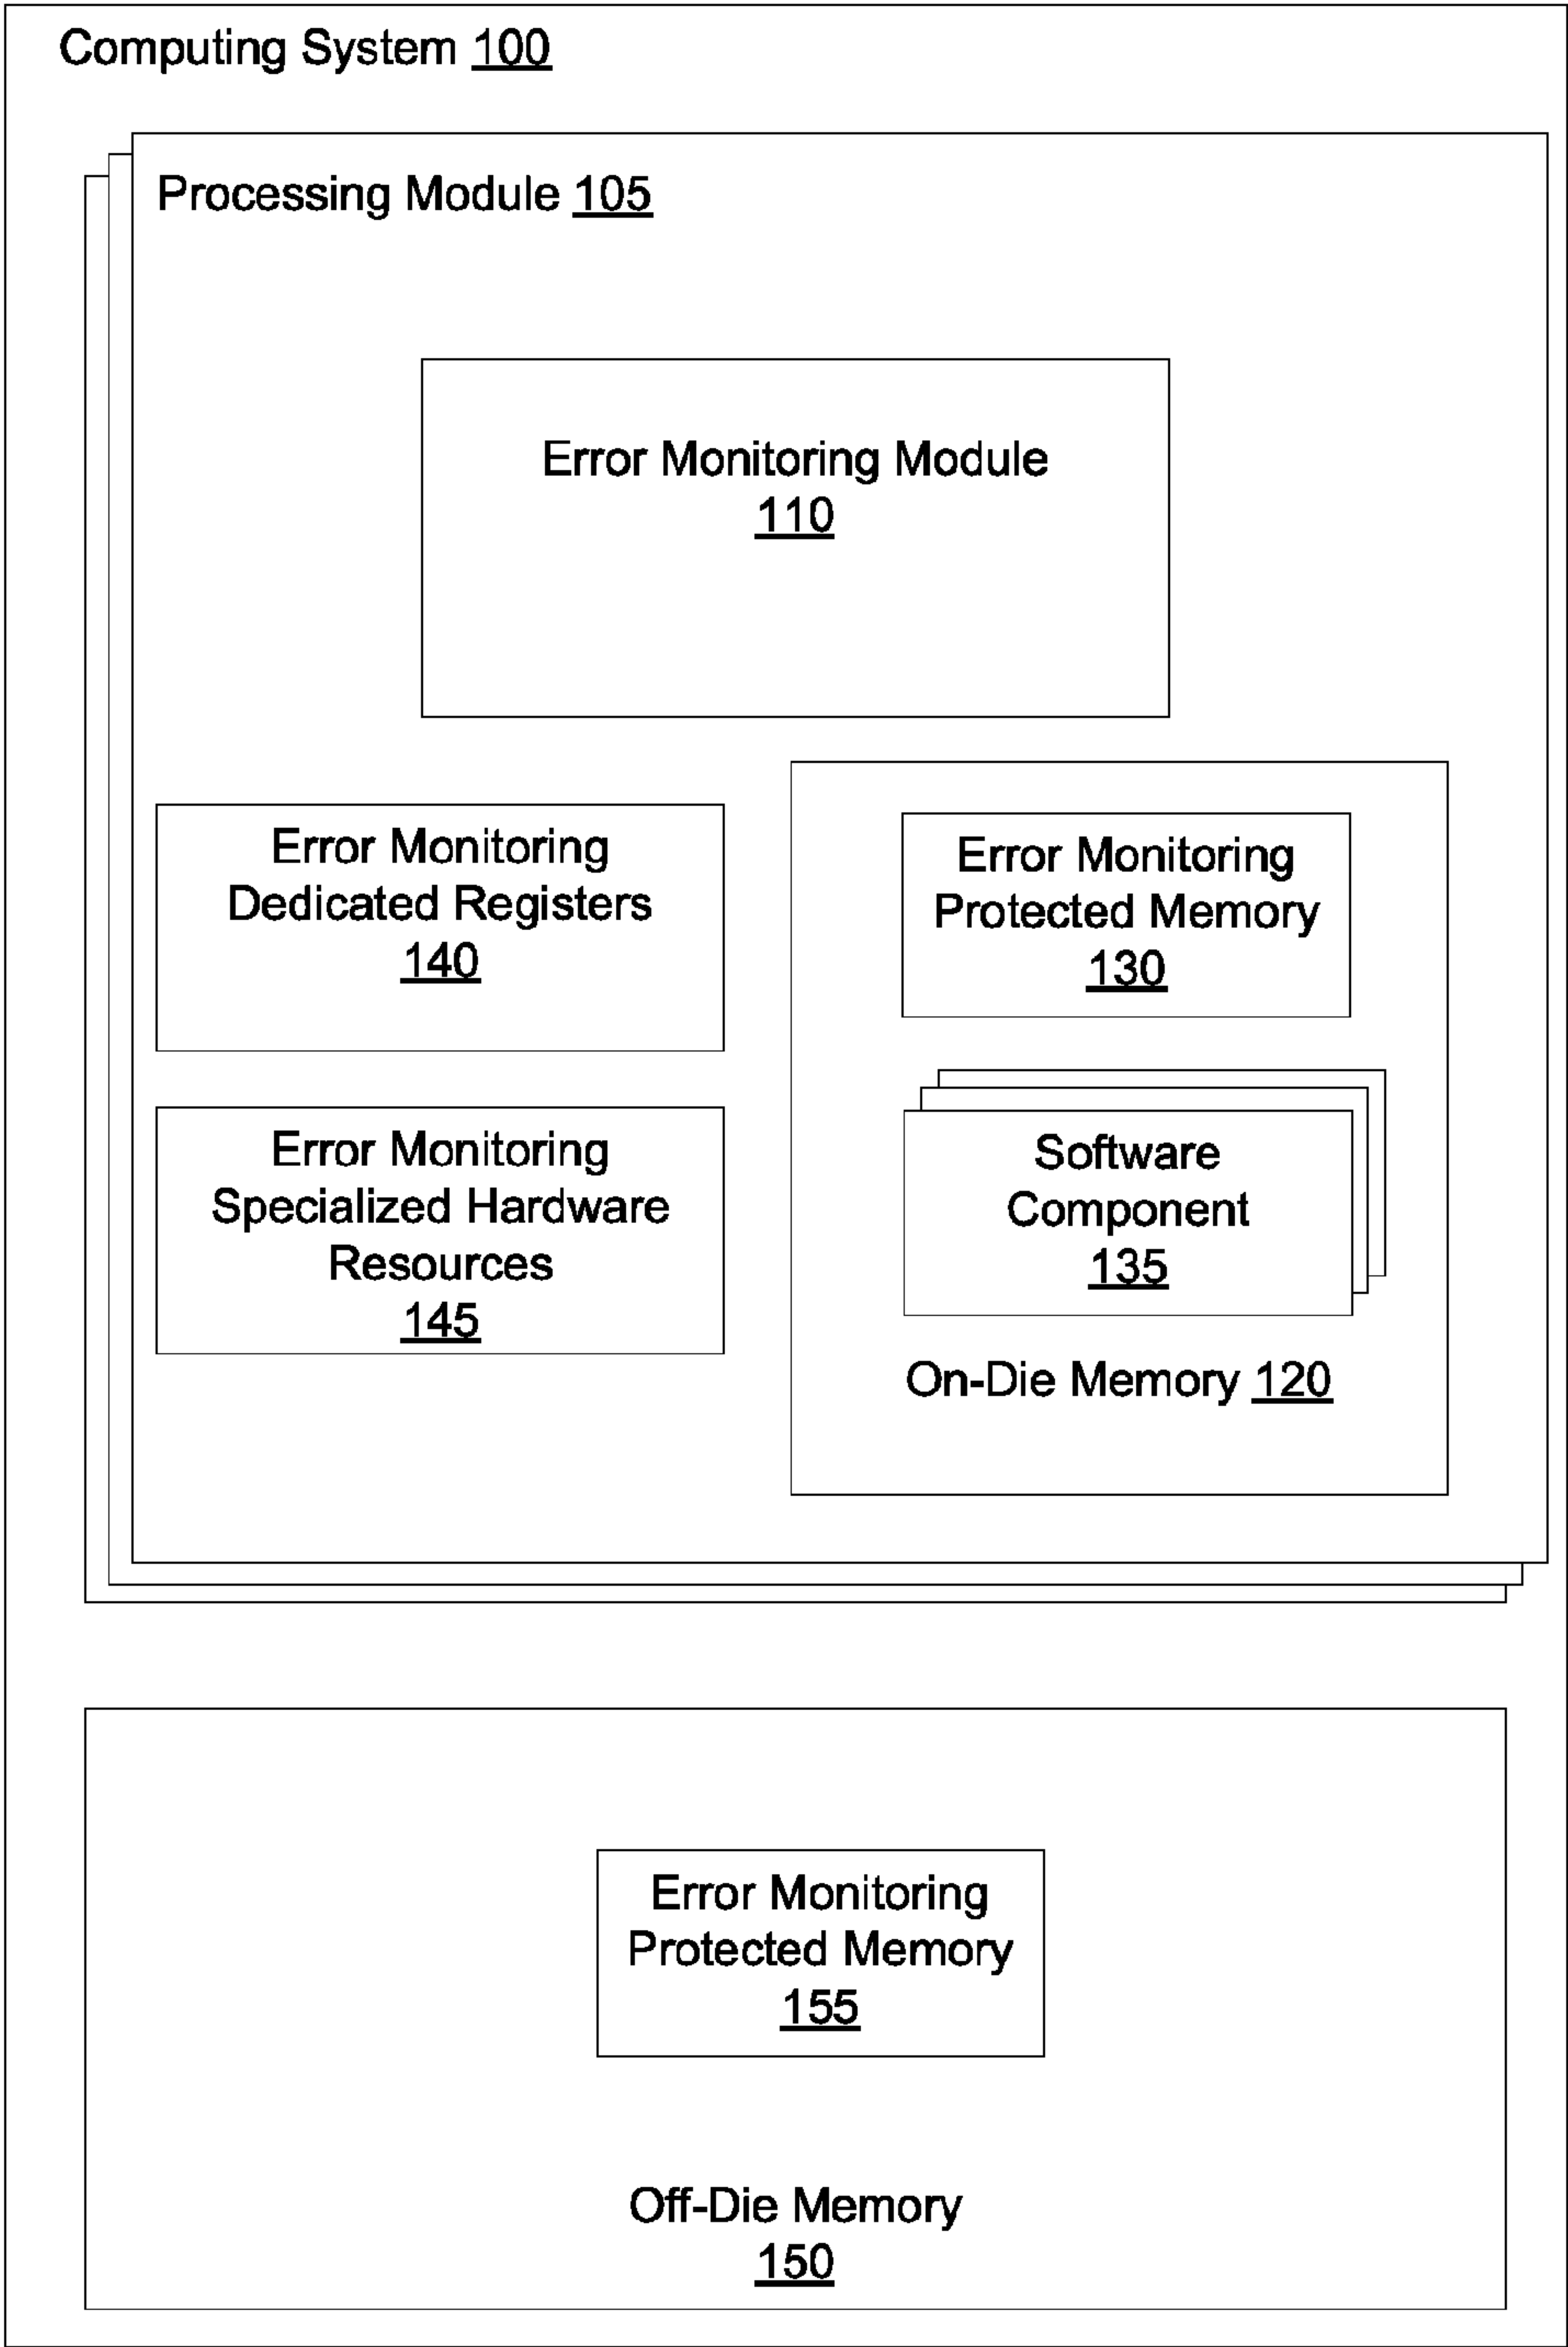 Computing System 100
Processing Module 105
Error Monitoring Module
110
Error Monitoring
Dedicated Registers
140
Error Monitoring
Specialized Hardware
Resources
145
Error Monitoring
Protected Memory
130
Software
Component
135
On-Die Memory 120
Error Monitoring
Protected Memory
155
Off-Die Memory
150